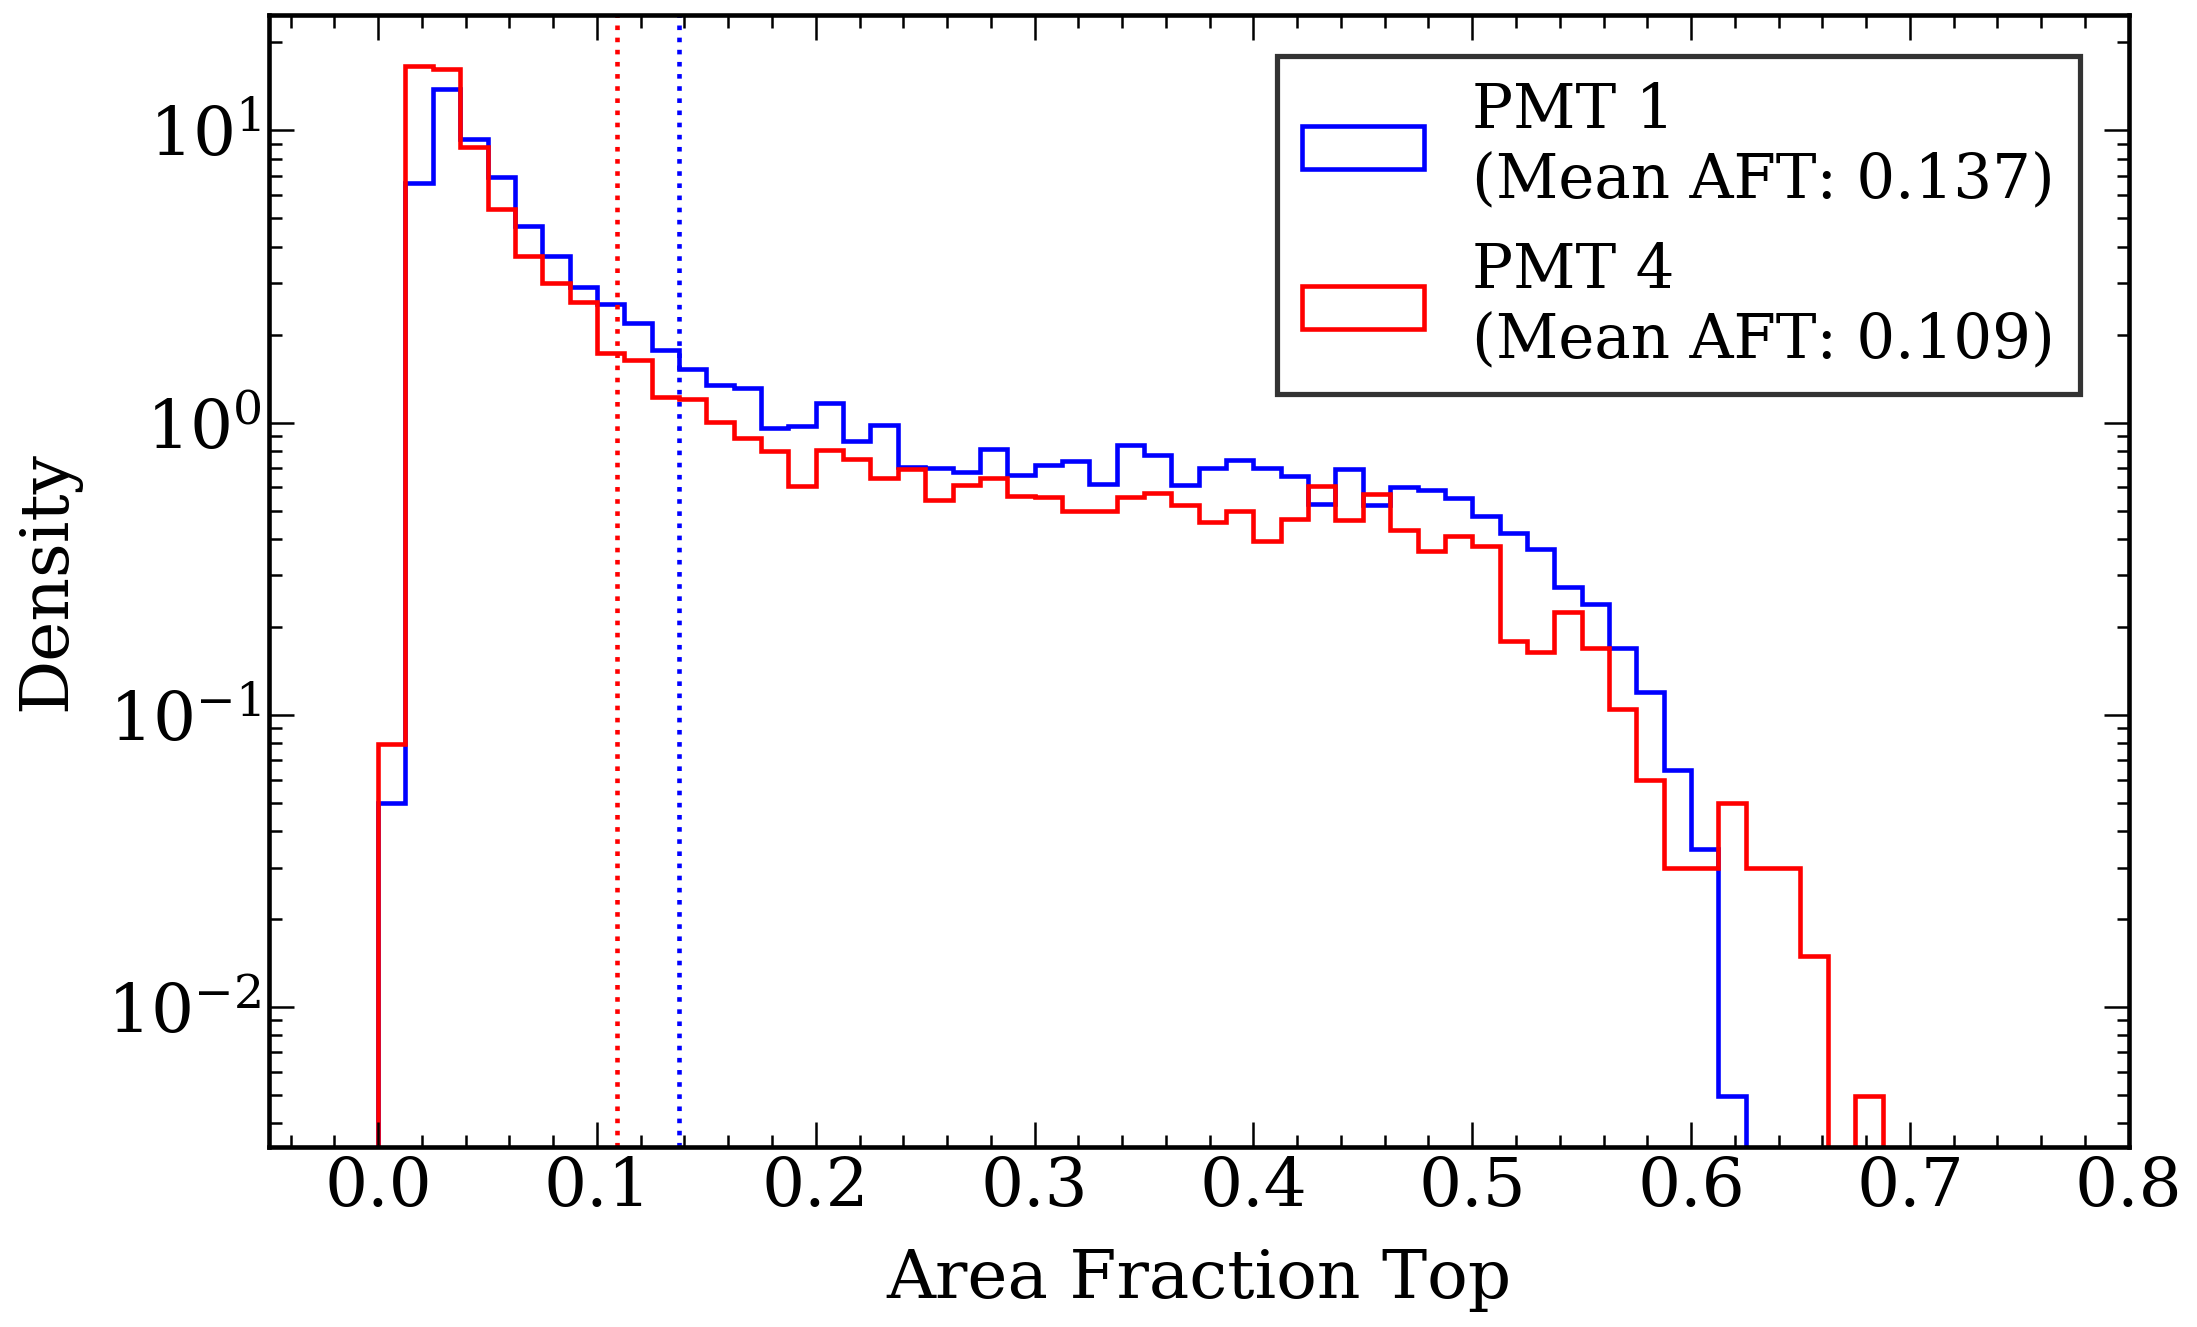 PMT 1
(Mean AFT: 0.137)
PMT 4
(Mean AFT: 0.109)
10¹
10⁰
10⁻¹
10⁻²
Density
0.0 0.1 0.2 0.3 0.4 0.5 0.6 0.7 0.8
Area Fraction Top